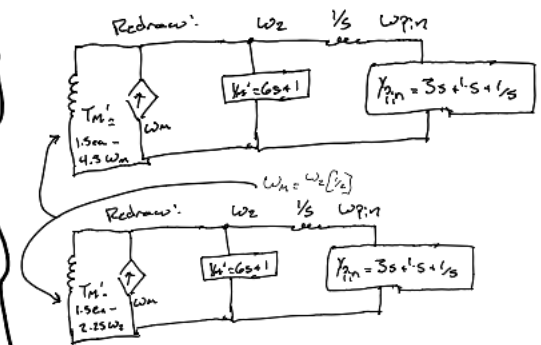 Redraw: ω2 1/s ωpin
TM'=
1.5ea -
4.5 ωM
ωM
Ys'=6s+1
Ypin = 3s+1·s+1/s
ωM = ω2[1/2]
Redraw: ω2 1/s ωpin
TM'=
1.5ea -
2.25 ω2
ωM
Ys'=6s+1
Ypin = 3s+1·s+1/s